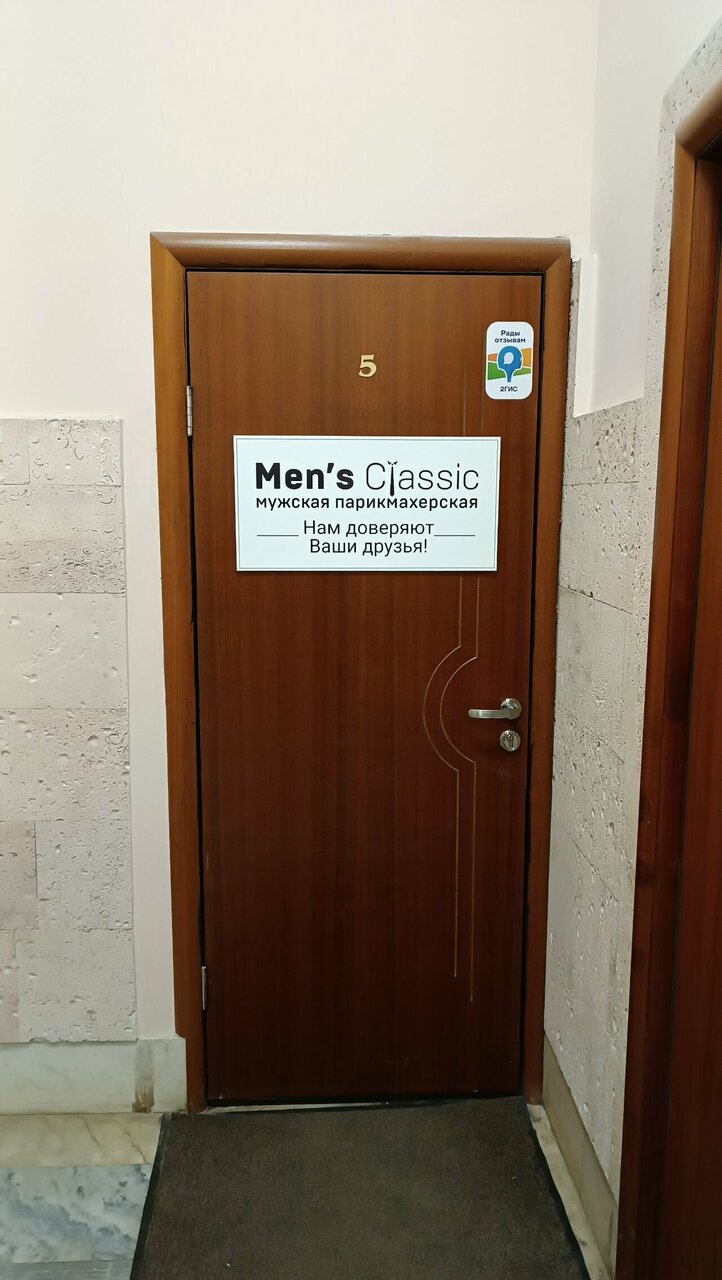 Рады
отзывам
2ГИС
5
Men's Classic
мужская парикмахерская
Нам доверяют
Ваши друзья!